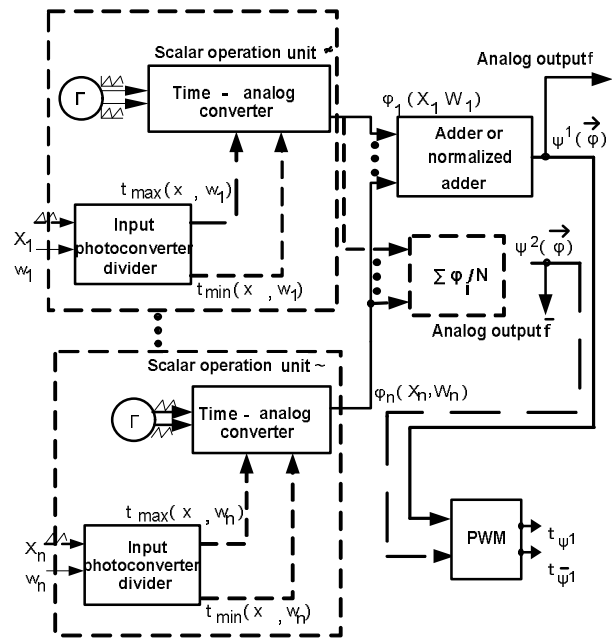 Scalar operation unit ~
Analog output f
Γ
Time - analog
converter
φ1(X1 W1)
Adder or
normalized
adder
ψ1(φ)
tmax(x , w1)
X1
w1
Input
photoconverter
divider
ψ2(φ)
Σ φi/N
tmin(x , w1)
Analog output f
Scalar operation unit ~
φn(Xn,Wn)
Γ
Time - analog
converter
tmax(x , wn)
Xn
wn
Input
photoconverter
divider
PWM
tψ1
tψ1
tmin(x , wn)